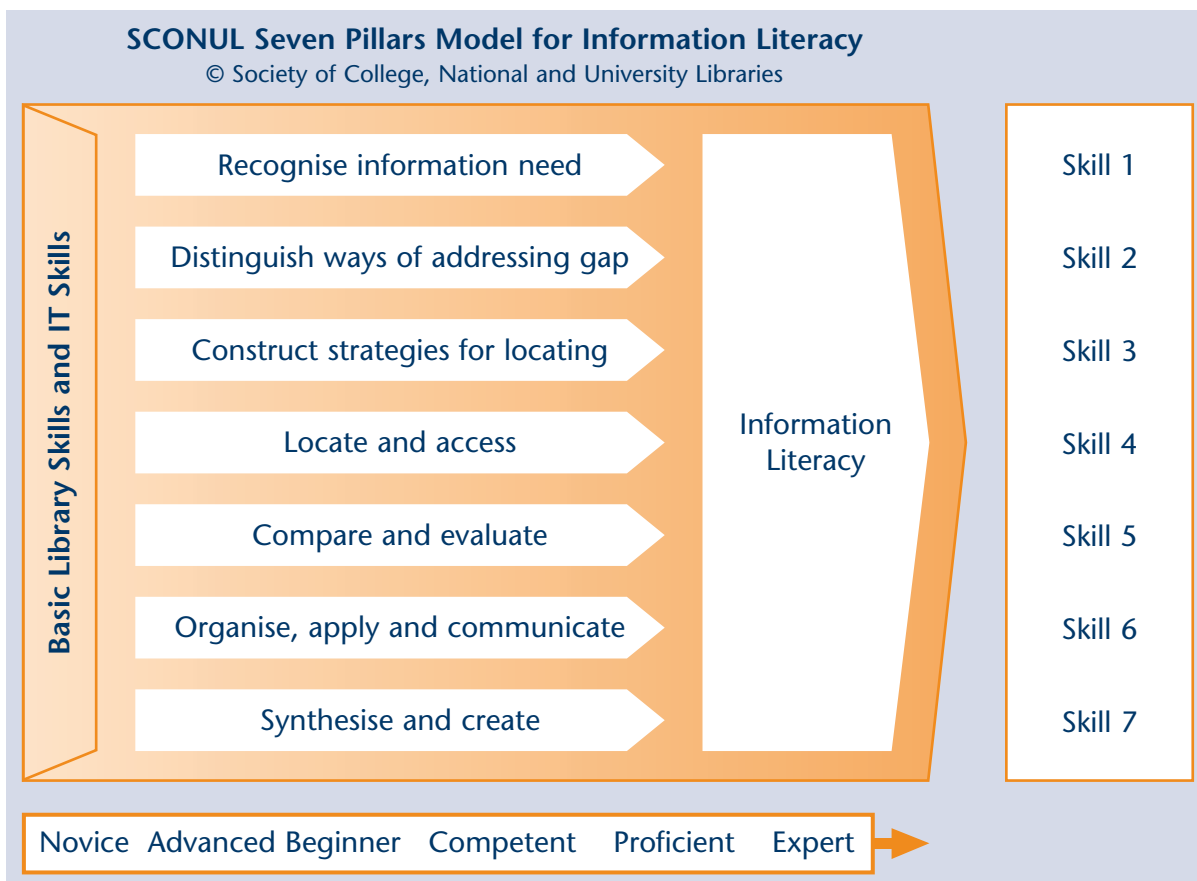 SCONUL Seven Pillars Model for Information Literacy
© Society of College, National and University Libraries
Basic Library Skills and IT Skills
Recognise information need
Distinguish ways of addressing gap
Construct strategies for locating
Locate and access
Compare and evaluate
Organise, apply and communicate
Synthesise and create
Information
Literacy
Skill 1
Skill 2
Skill 3
Skill 4
Skill 5
Skill 6
Skill 7
Novice Advanced Beginner Competent Proficient Expert